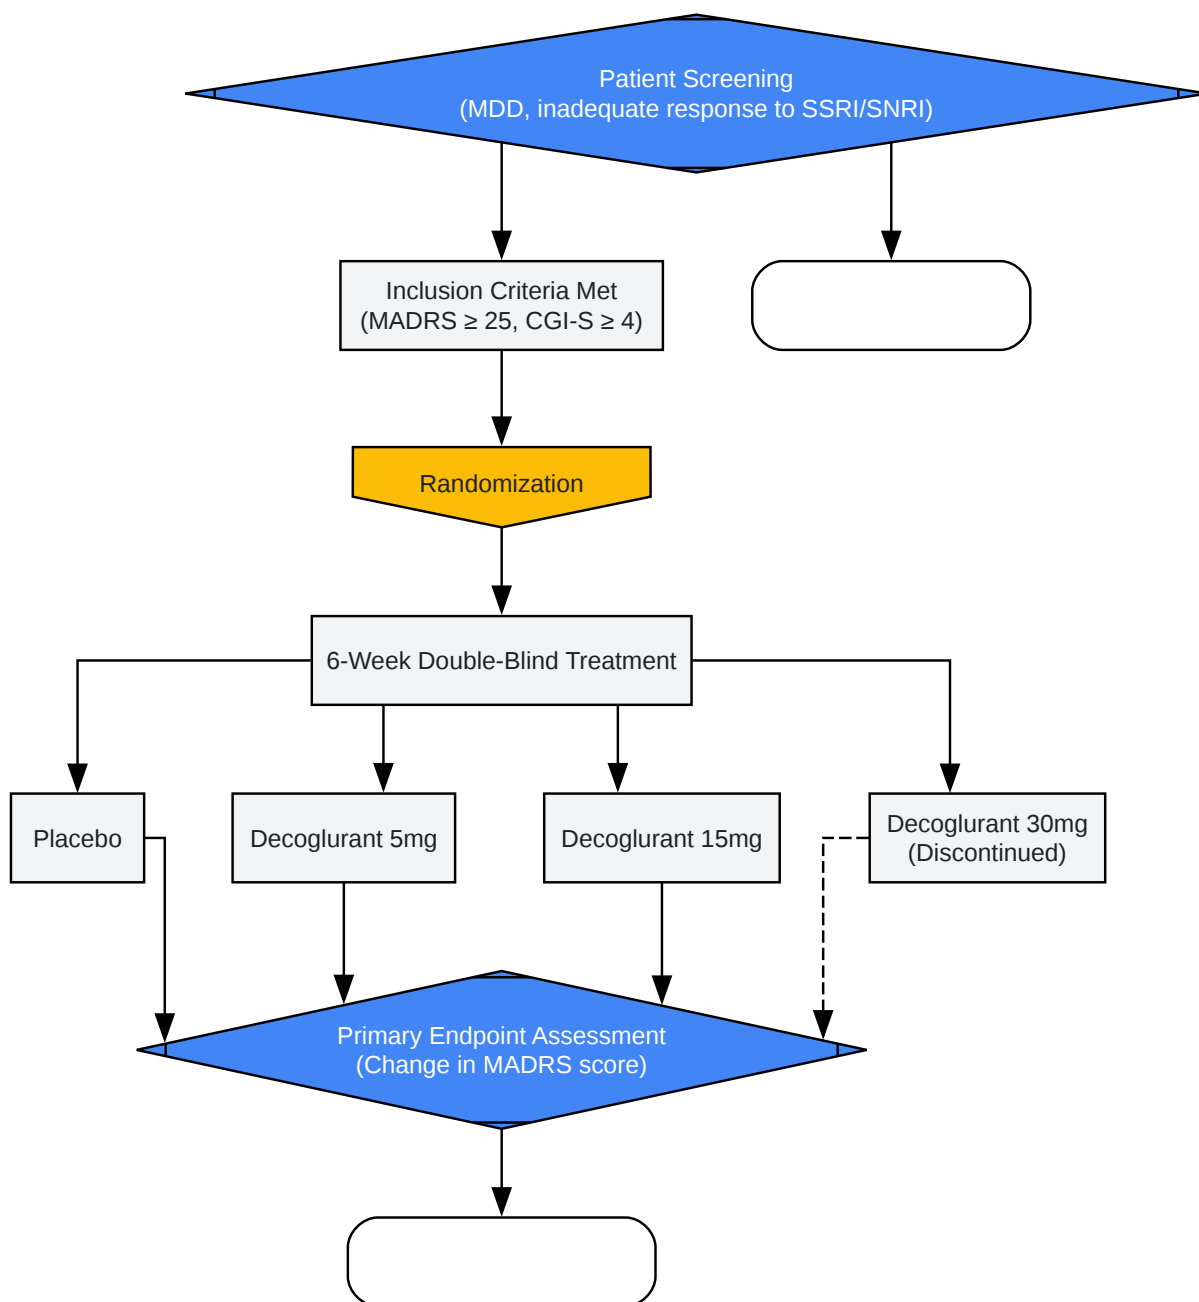 Patient Screening
(MDD, inadequate response to SSRI/SNRI)
Inclusion Criteria Met
(MADRS ≥ 25, CGI-S ≥ 4)
Randomization
6-Week Double-Blind Treatment
Placebo
Decoglurant 5mg
Decoglurant 15mg
Decoglurant 30mg
(Discontinued)
Primary Endpoint Assessment
(Change in MADRS score)